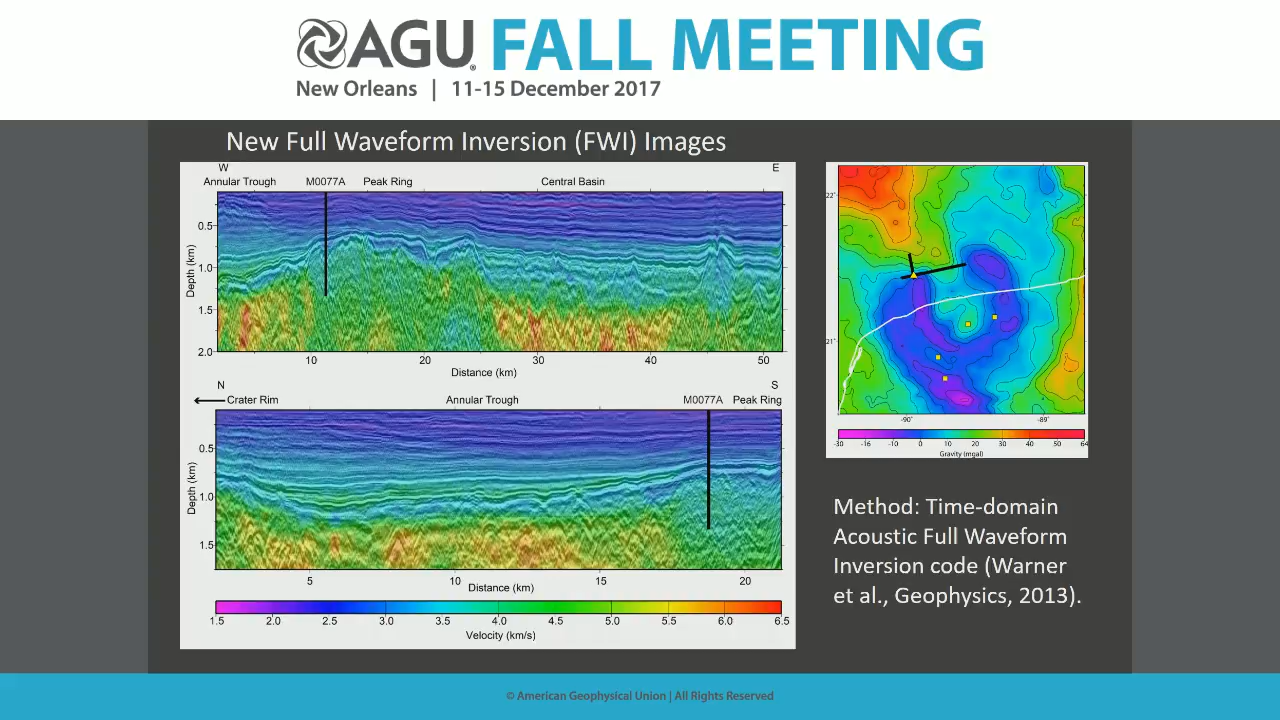 AGU FALL MEETING
New Orleans | 11-15 December 2017
New Full Waveform Inversion (FWI) Images
W E
Annular Trough M0077A Peak Ring Central Basin
Depth (km)
0.5
1.0
1.5
2.0
10 20 30 40 50
Distance (km)
N S
Crater Rim Annular Trough M0077A Peak Ring
Depth (km)
0.5
1.0
1.5
5 10 15 20
Distance (km)
1.5 2.0 2.5 3.0 3.5 4.0 4.5 5.0 5.5 6.0 6.5
Velocity (km/s)
22°
21°
-90° -89°
-30 -16 -10 0 10 20 30 40 50 64
Gravity (mgal)
Method: Time-domain
Acoustic Full Waveform
Inversion code (Warner
et al., Geophysics, 2013).
© American Geophysical Union | All Rights Reserved